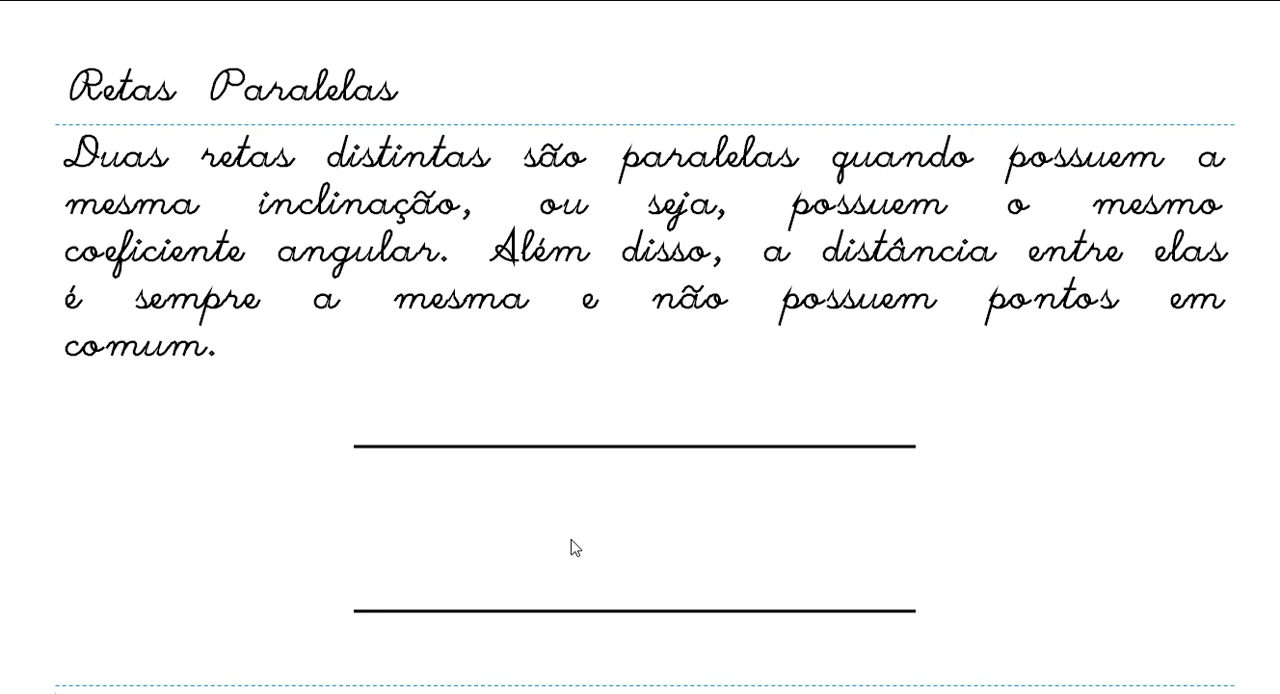 Retas Paralelas
Duas retas distintas são paralelas quando possuem a
mesma inclinação, ou seja, possuem o mesmo
coeficiente angular. Além disso, a distância entre elas
é sempre a mesma e não possuem pontos em
comum.